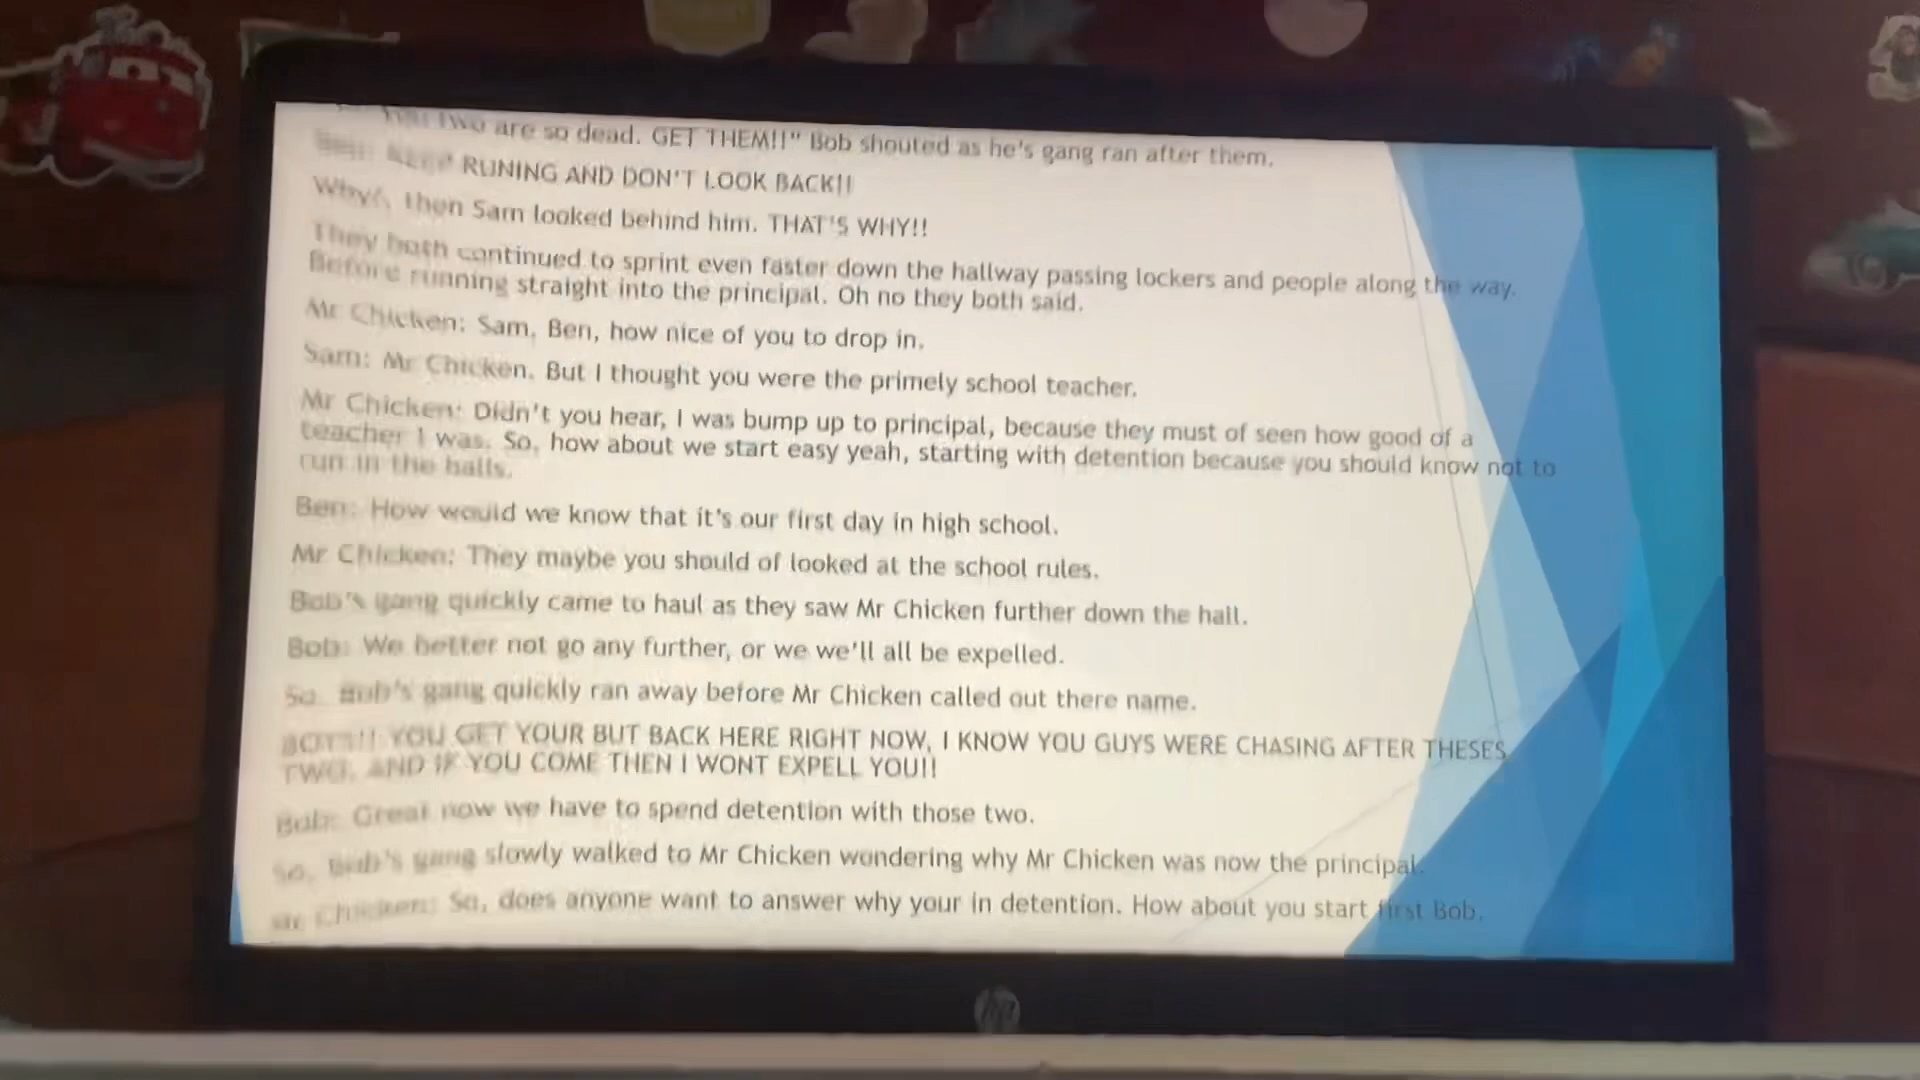 You two are so dead. GET THEM!!" Bob shouted as he's gang ran after them.
Ben: KEEP RUNING AND DON'T LOOK BACK!!
Why/, then Sam looked behind him. THAT'S WHY!!
They both continued to sprint even faster down the hallway passing lockers and people along the way.
Before running straight into the principal. Oh no they both said.
Mr Chicken: Sam, Ben, how nice of you to drop in.
Sam: Mr Chicken. But I thought you were the primely school teacher.
Mr Chicken: Didn't you hear, I was bump up to principal, because they must of seen how good of a
teacher I was. So, how about we start easy yeah, starting with detention because you should know not to
run in the halls.
Ben: How would we know that it's our first day in high school.
Mr Chicken: They maybe you should of looked at the school rules.
Bob's gang quickly came to haul as they saw Mr Chicken further down the hall.
Bob: We better not go any further, or we we'll all be expelled.
So, Bob's gang quickly ran away before Mr Chicken called out there name.
BOYS!! YOU GET YOUR BUT BACK HERE RIGHT NOW, I KNOW YOU GUYS WERE CHASING AFTER THESES
TWO. AND IF YOU COME THEN I WONT EXPELL YOU!!
Bob: Great now we have to spend detention with those two.
So, Bob's gang slowly walked to Mr Chicken wondering why Mr Chicken was now the principal.
Mr Chicken: So, does anyone want to answer why your in detention. How about you start first Bob.
hp